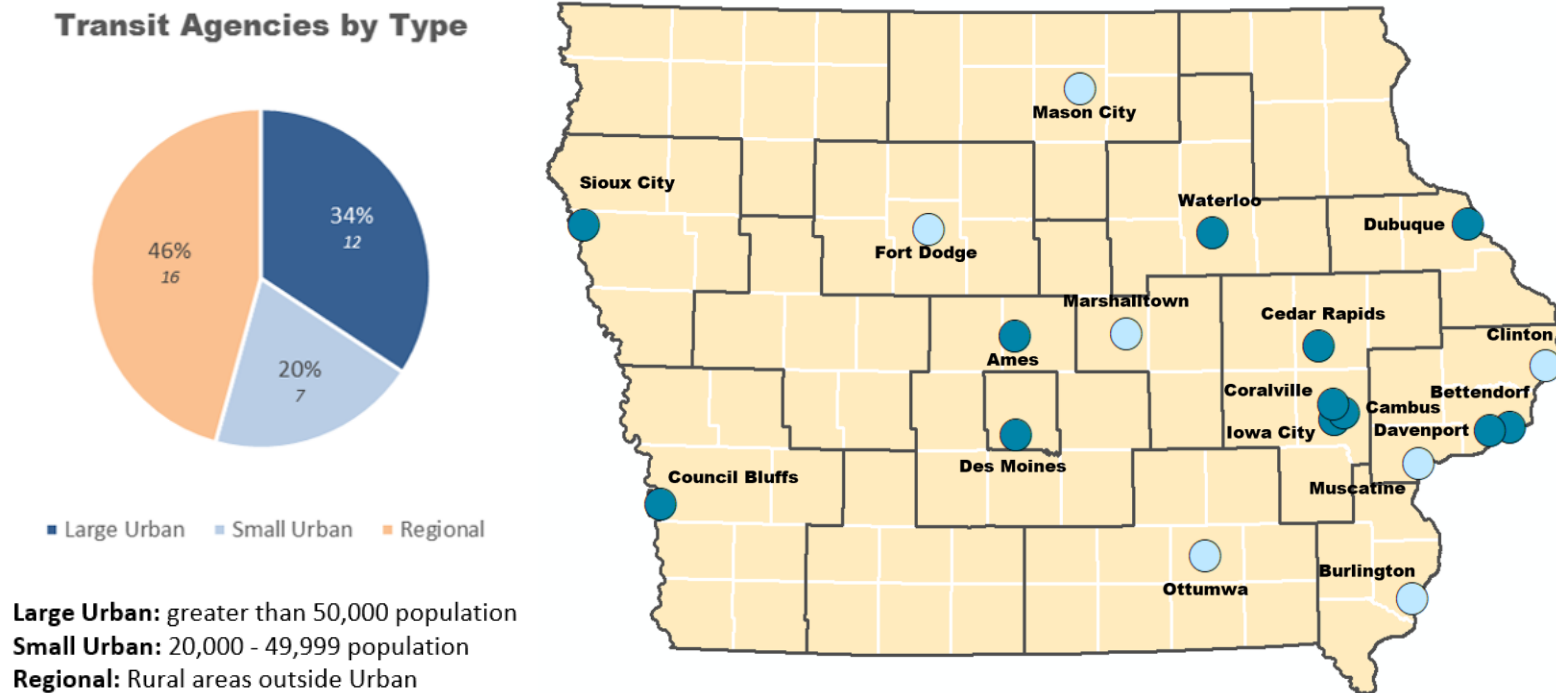 Transit Agencies by Type
34%
12
46%
16
20%
7
Large Urban
Small Urban
Regional
Large Urban: greater than 50,000 population
Small Urban: 20,000 - 49,999 population
Regional: Rural areas outside Urban
Mason City
Sioux City
Waterloo
Dubuque
Fort Dodge
Marshalltown
Cedar Rapids
Clinton
Ames
Coralville
Bettendorf
Cambus
Iowa City
Davenport
Des Moines
Council Bluffs
Muscatine
Burlington
Ottumwa